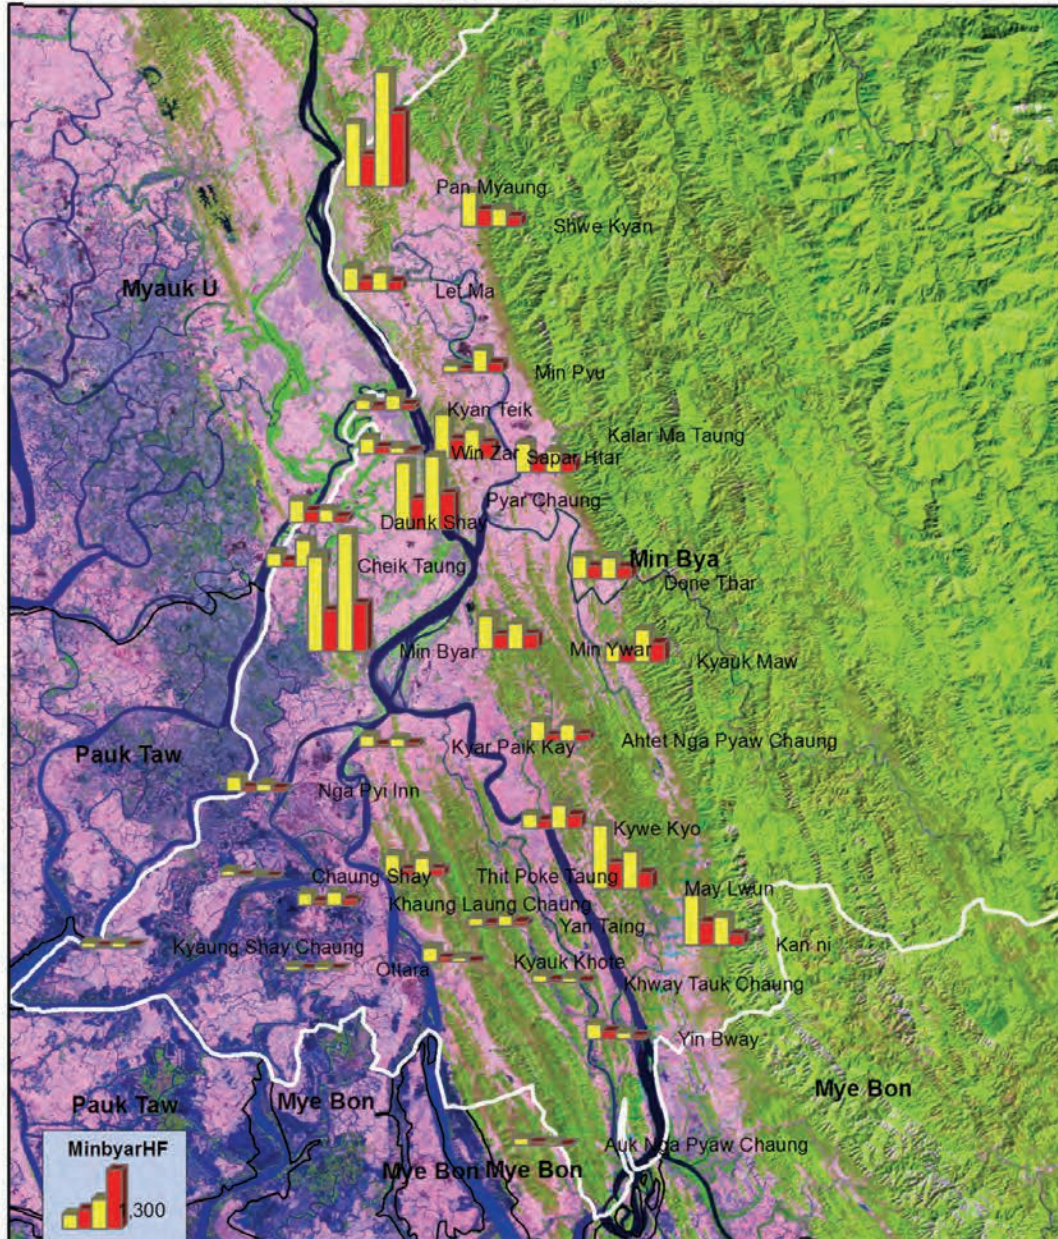 Pan Myaung
Shwe Kyan
Myauk U
Let Ma
Min Pyu
Kyan Teik
Kalar Ma Taung
Win Zar
Sapar Htar
Pyar Chaung
Daunk Shay
Min Bya
Cheik Taung
Done Thar
Min Byar
Min Ywar
Kyauk Maw
Pauk Taw
Kyar Paik Kay
Ahtet Nga Pyaw Chaung
Nga Pyi Inn
Kywe Kyo
Chaung Shay
Thit Poke Taung
May Lwun
Khaung Laung Chaung
Yan Taing
Kyaung Shay Chaung
Kan ni
Ottara
Kyauk Khote
Khway Tauk Chaung
Yin Bway
Mye Bon
Pauk Taw
Mye Bon
Auk Nga Pyaw Chaung
Mye Bon
Mye Bon
MinbyarHF
1,300